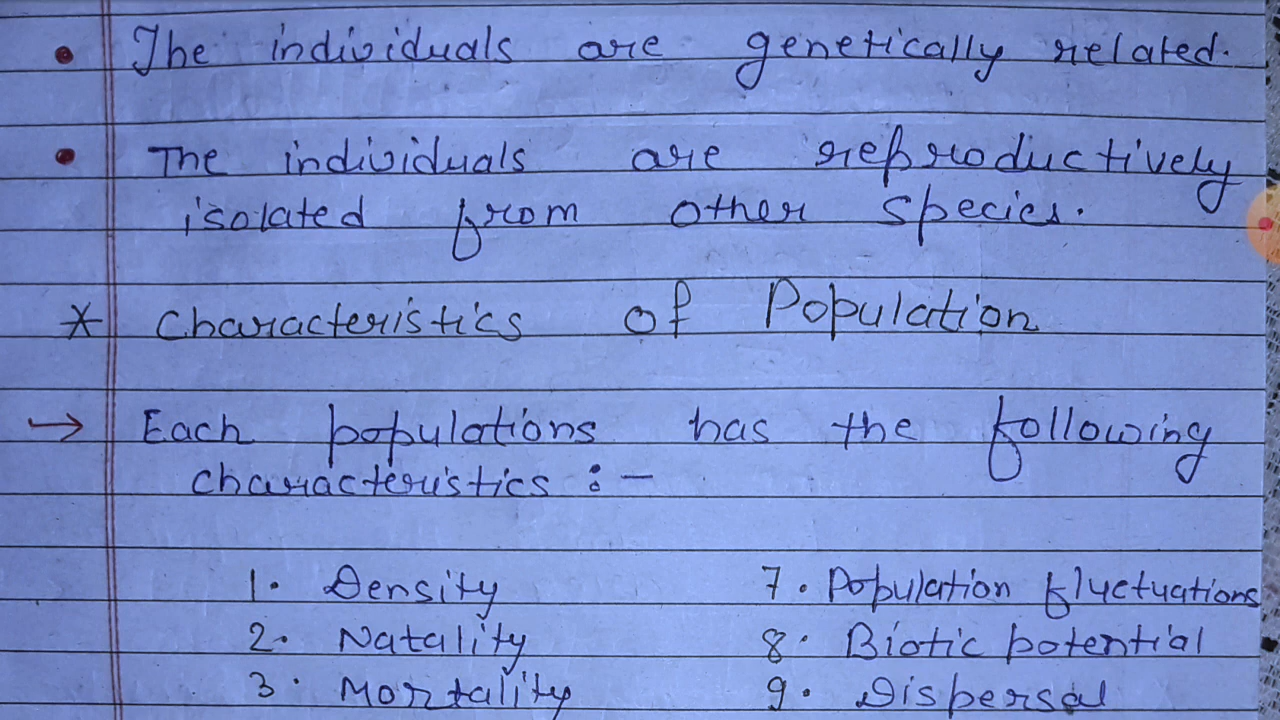 • The individuals are genetically related.
• The individuals are reproductively
isolated from other species.
* Characteristics of Population
→ Each populations has the following
characteristics :-
1. Density
2. Natality
3. Mortality
7. Population fluctuations
8. Biotic potential
9. Dispersal